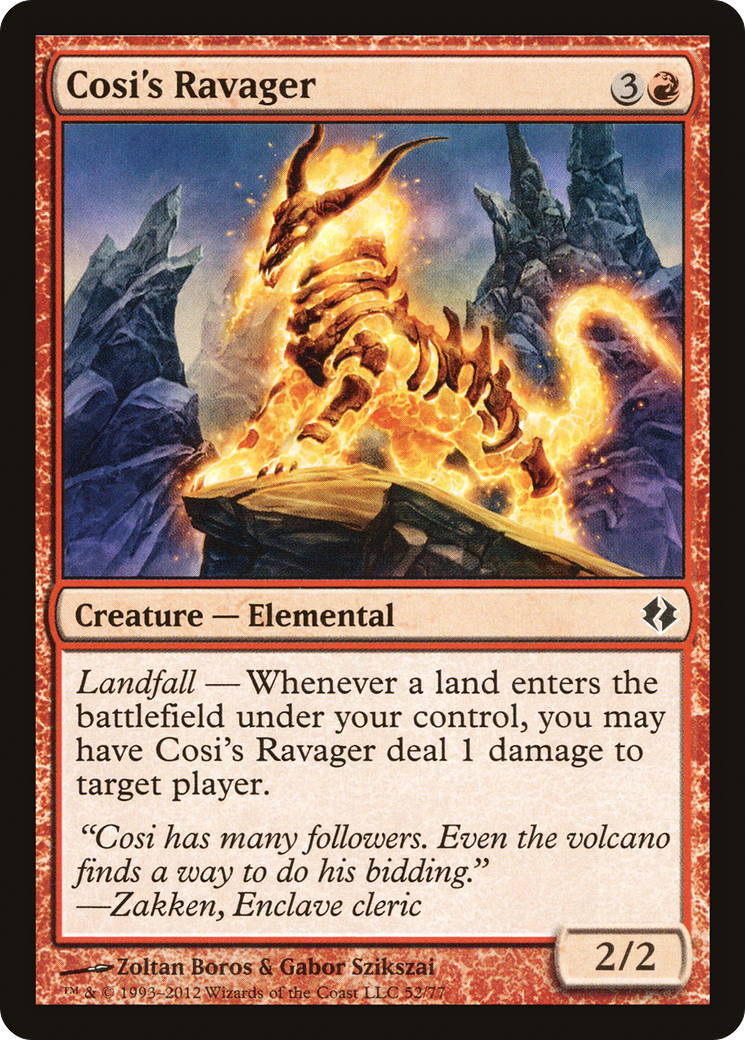 Cosi's Ravager 3
Creature — Elemental
Landfall — Whenever a land enters the
battlefield under your control, you may
have Cosi's Ravager deal 1 damage to
target player.
"Cosi has many followers. Even the volcano
finds a way to do his bidding."
—Zakken, Enclave cleric
2/2
Zoltan Boros & Gabor Szikszai
™ & © 1993–2012 Wizards of the Coast LLC 52/77